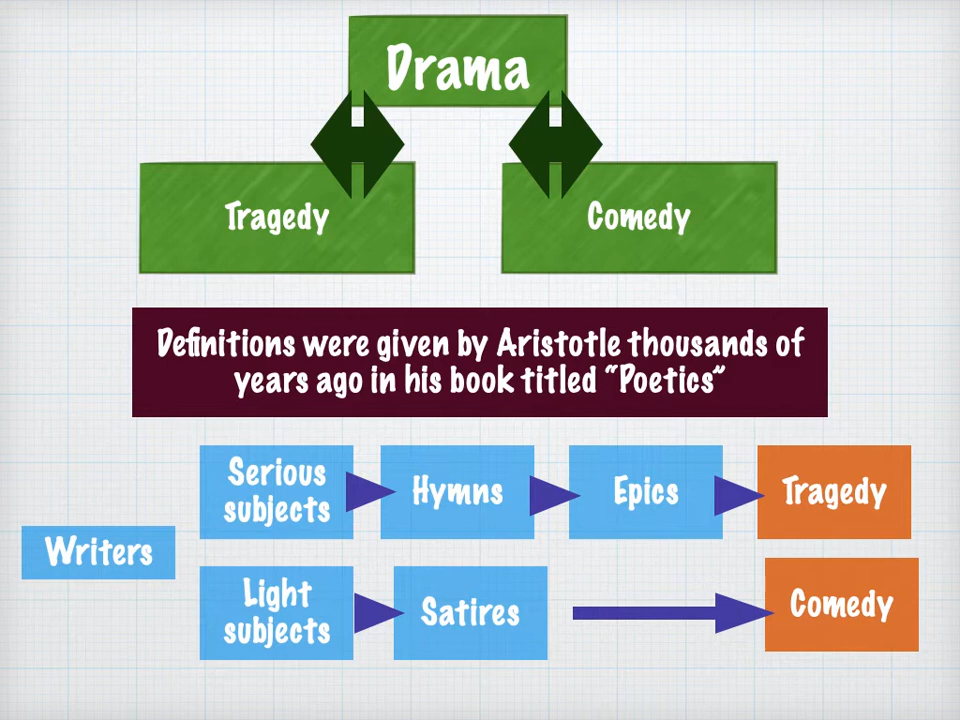 Drama
Tragedy
Comedy
Definitions were given by Aristotle thousands of
years ago in his book titled “Poetics”
Serious
subjects
Hymns
Epics
Tragedy
Writers
Light
subjects
Satires
Comedy